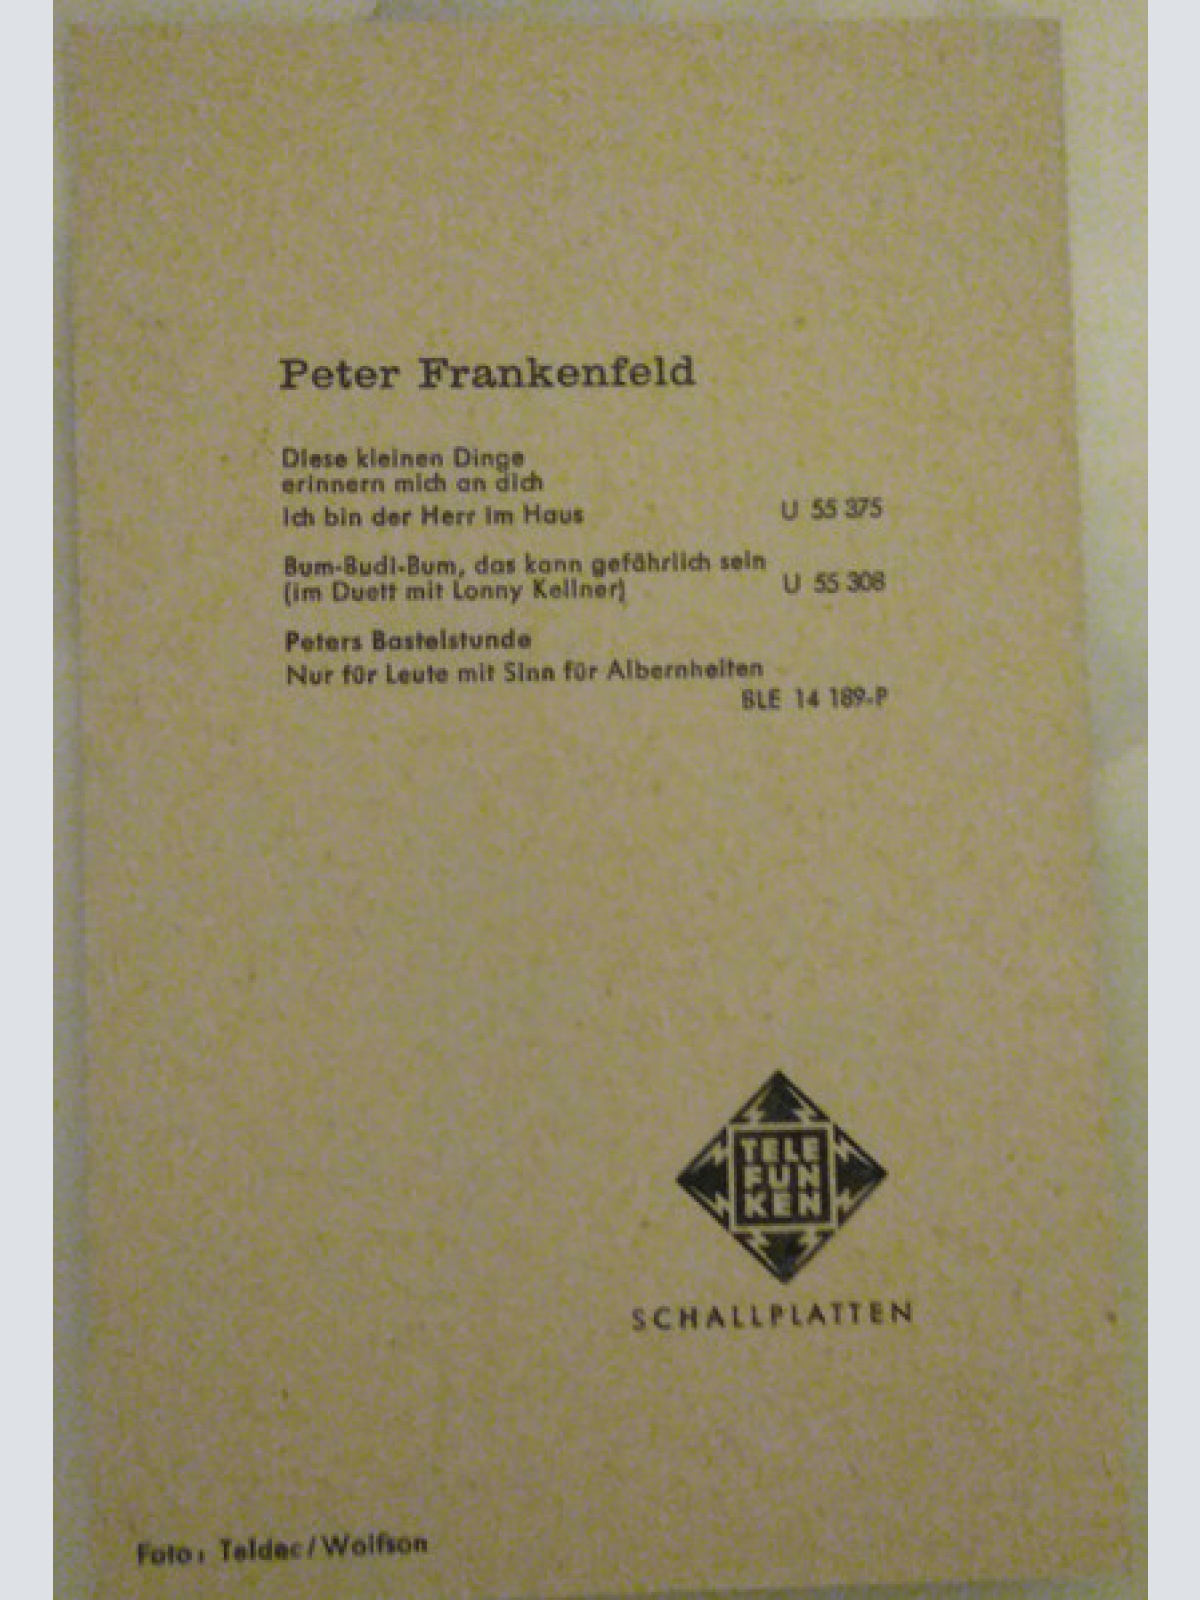 Peter Frankenfeld
Diese kleinen Dinge
erinnern mich an dich
Ich bin der Herr im Haus
U 55 375
Bum-Budi-Bum, das kann gefährlich sein
(im Duett mit Lonny Kellner)
U 55 308
Peters Bastelstunde
Nur für Leute mit Sinn für Albernheiten
BLE 14 189-P
TELE
FUN
KEN
SCHALLPLATTEN
Foto: Teldec/Wolfson